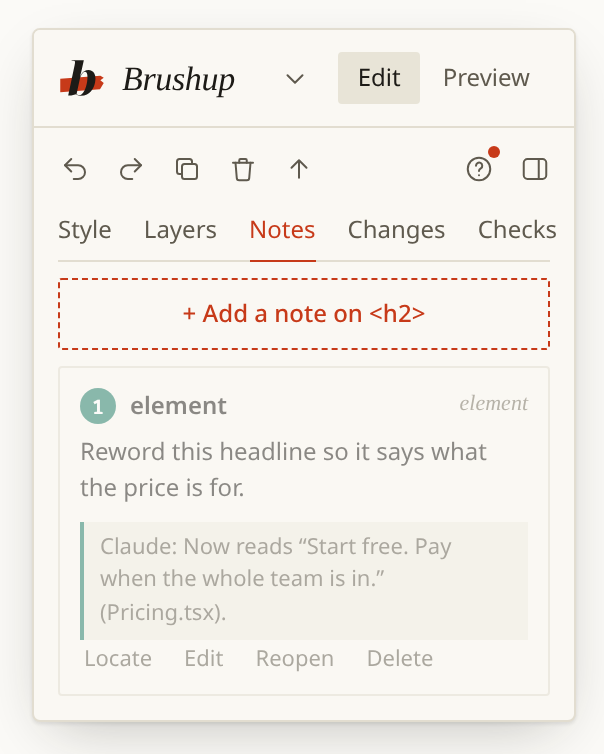 b Brushup Edit Preview
Style Layers Notes Changes Checks
+ Add a note on <h2>
1 element element
Reword this headline so it says what
the price is for.
Claude: Now reads “Start free. Pay
when the whole team is in.”
(Pricing.tsx).
Locate Edit Reopen Delete